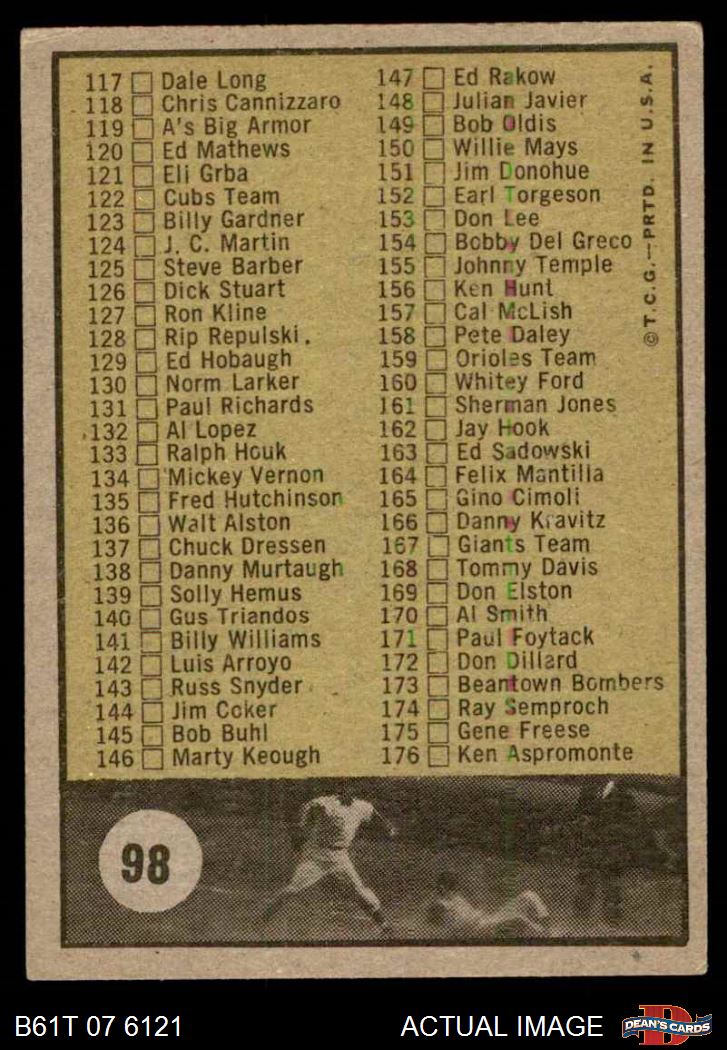 117 Dale Long
118 Chris Cannizzaro
119 A's Big Armor
120 Ed Mathews
121 Eli Grba
122 Cubs Team
123 Billy Gardner
124 J. C. Martin
125 Steve Barber
126 Dick Stuart
127 Ron Kline
128 Rip Repulski.
129 Ed Hobaugh
130 Norm Larker
131 Paul Richards
132 Al Lopez
133 Ralph Houk
134 Mickey Vernon
135 Fred Hutchinson
136 Walt Alston
137 Chuck Dressen
138 Danny Murtaugh
139 Solly Hemus
140 Gus Triandos
141 Billy Williams
142 Luis Arroyo
143 Russ Snyder
144 Jim Coker
145 Bob Buhl
146 Marty Keough
147 Ed Rakow
148 Julian Javier
149 Bob Oldis
150 Willie Mays
151 Jim Donohue
152 Earl Torgeson
153 Don Lee
154 Bobby Del Greco
155 Johnny Temple
156 Ken Hunt
157 Cal McLish
158 Pete Daley
159 Orioles Team
160 Whitey Ford
161 Sherman Jones
162 Jay Hook
163 Ed Sadowski
164 Felix Mantilla
165 Gino Cimoli
166 Danny Kravitz
167 Giants Team
168 Tommy Davis
169 Don Elston
170 Al Smith
171 Paul Foytack
172 Don Dillard
173 Beantown Bombers
174 Ray Semproch
175 Gene Freese
176 Ken Aspromonte
© T.C.G.—PRTD. IN U.S.A.
98
B61T 07 6121
ACTUAL IMAGE
D
DEAN'S CARDS